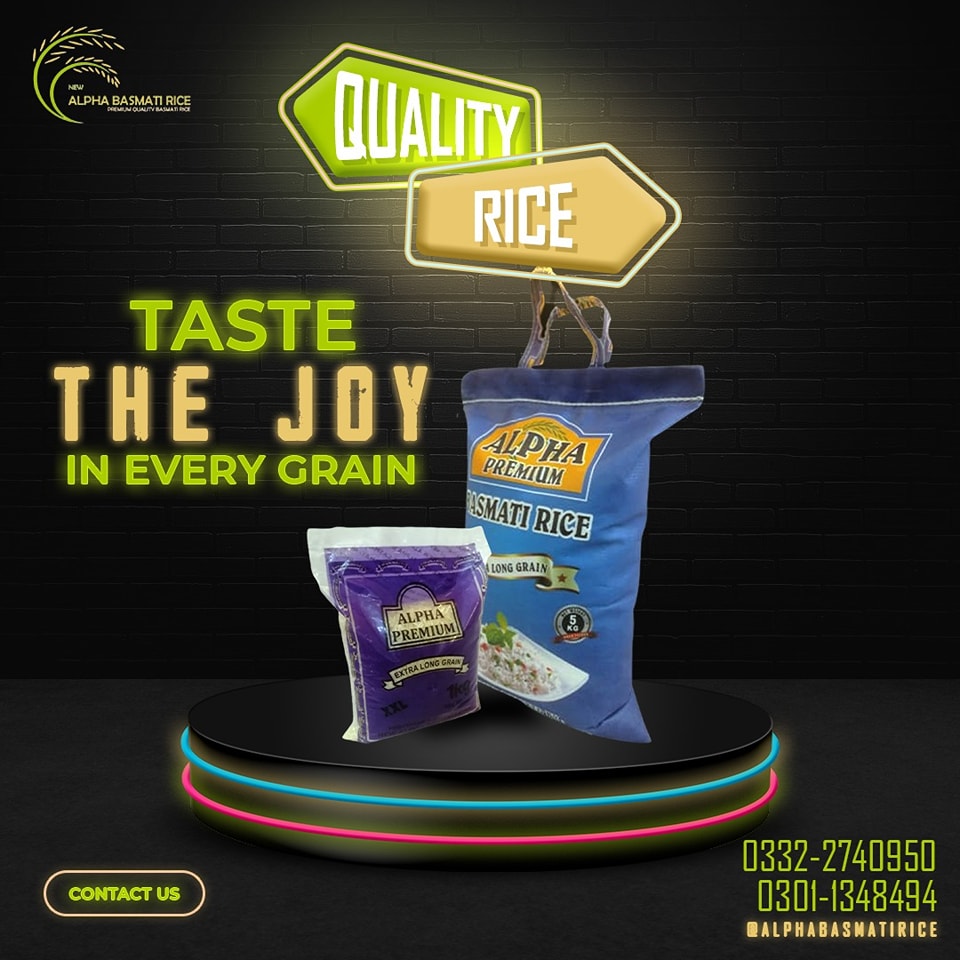 NEW
ALPHA BASMATI RICE
PREMIUM QUALITY BASMATI RICE
QUALITY
RICE
TASTE
THE JOY
IN EVERY GRAIN
ALPHA
PREMIUM
BASMATI RICE
A LONG GRAIN
5
KG
ALPHA
PREMIUM
EXTRA LONG GRAIN
XXL
1KG
CONTACT US
0332-2740950
0301-1348494
@ALPHABASMATIRICE